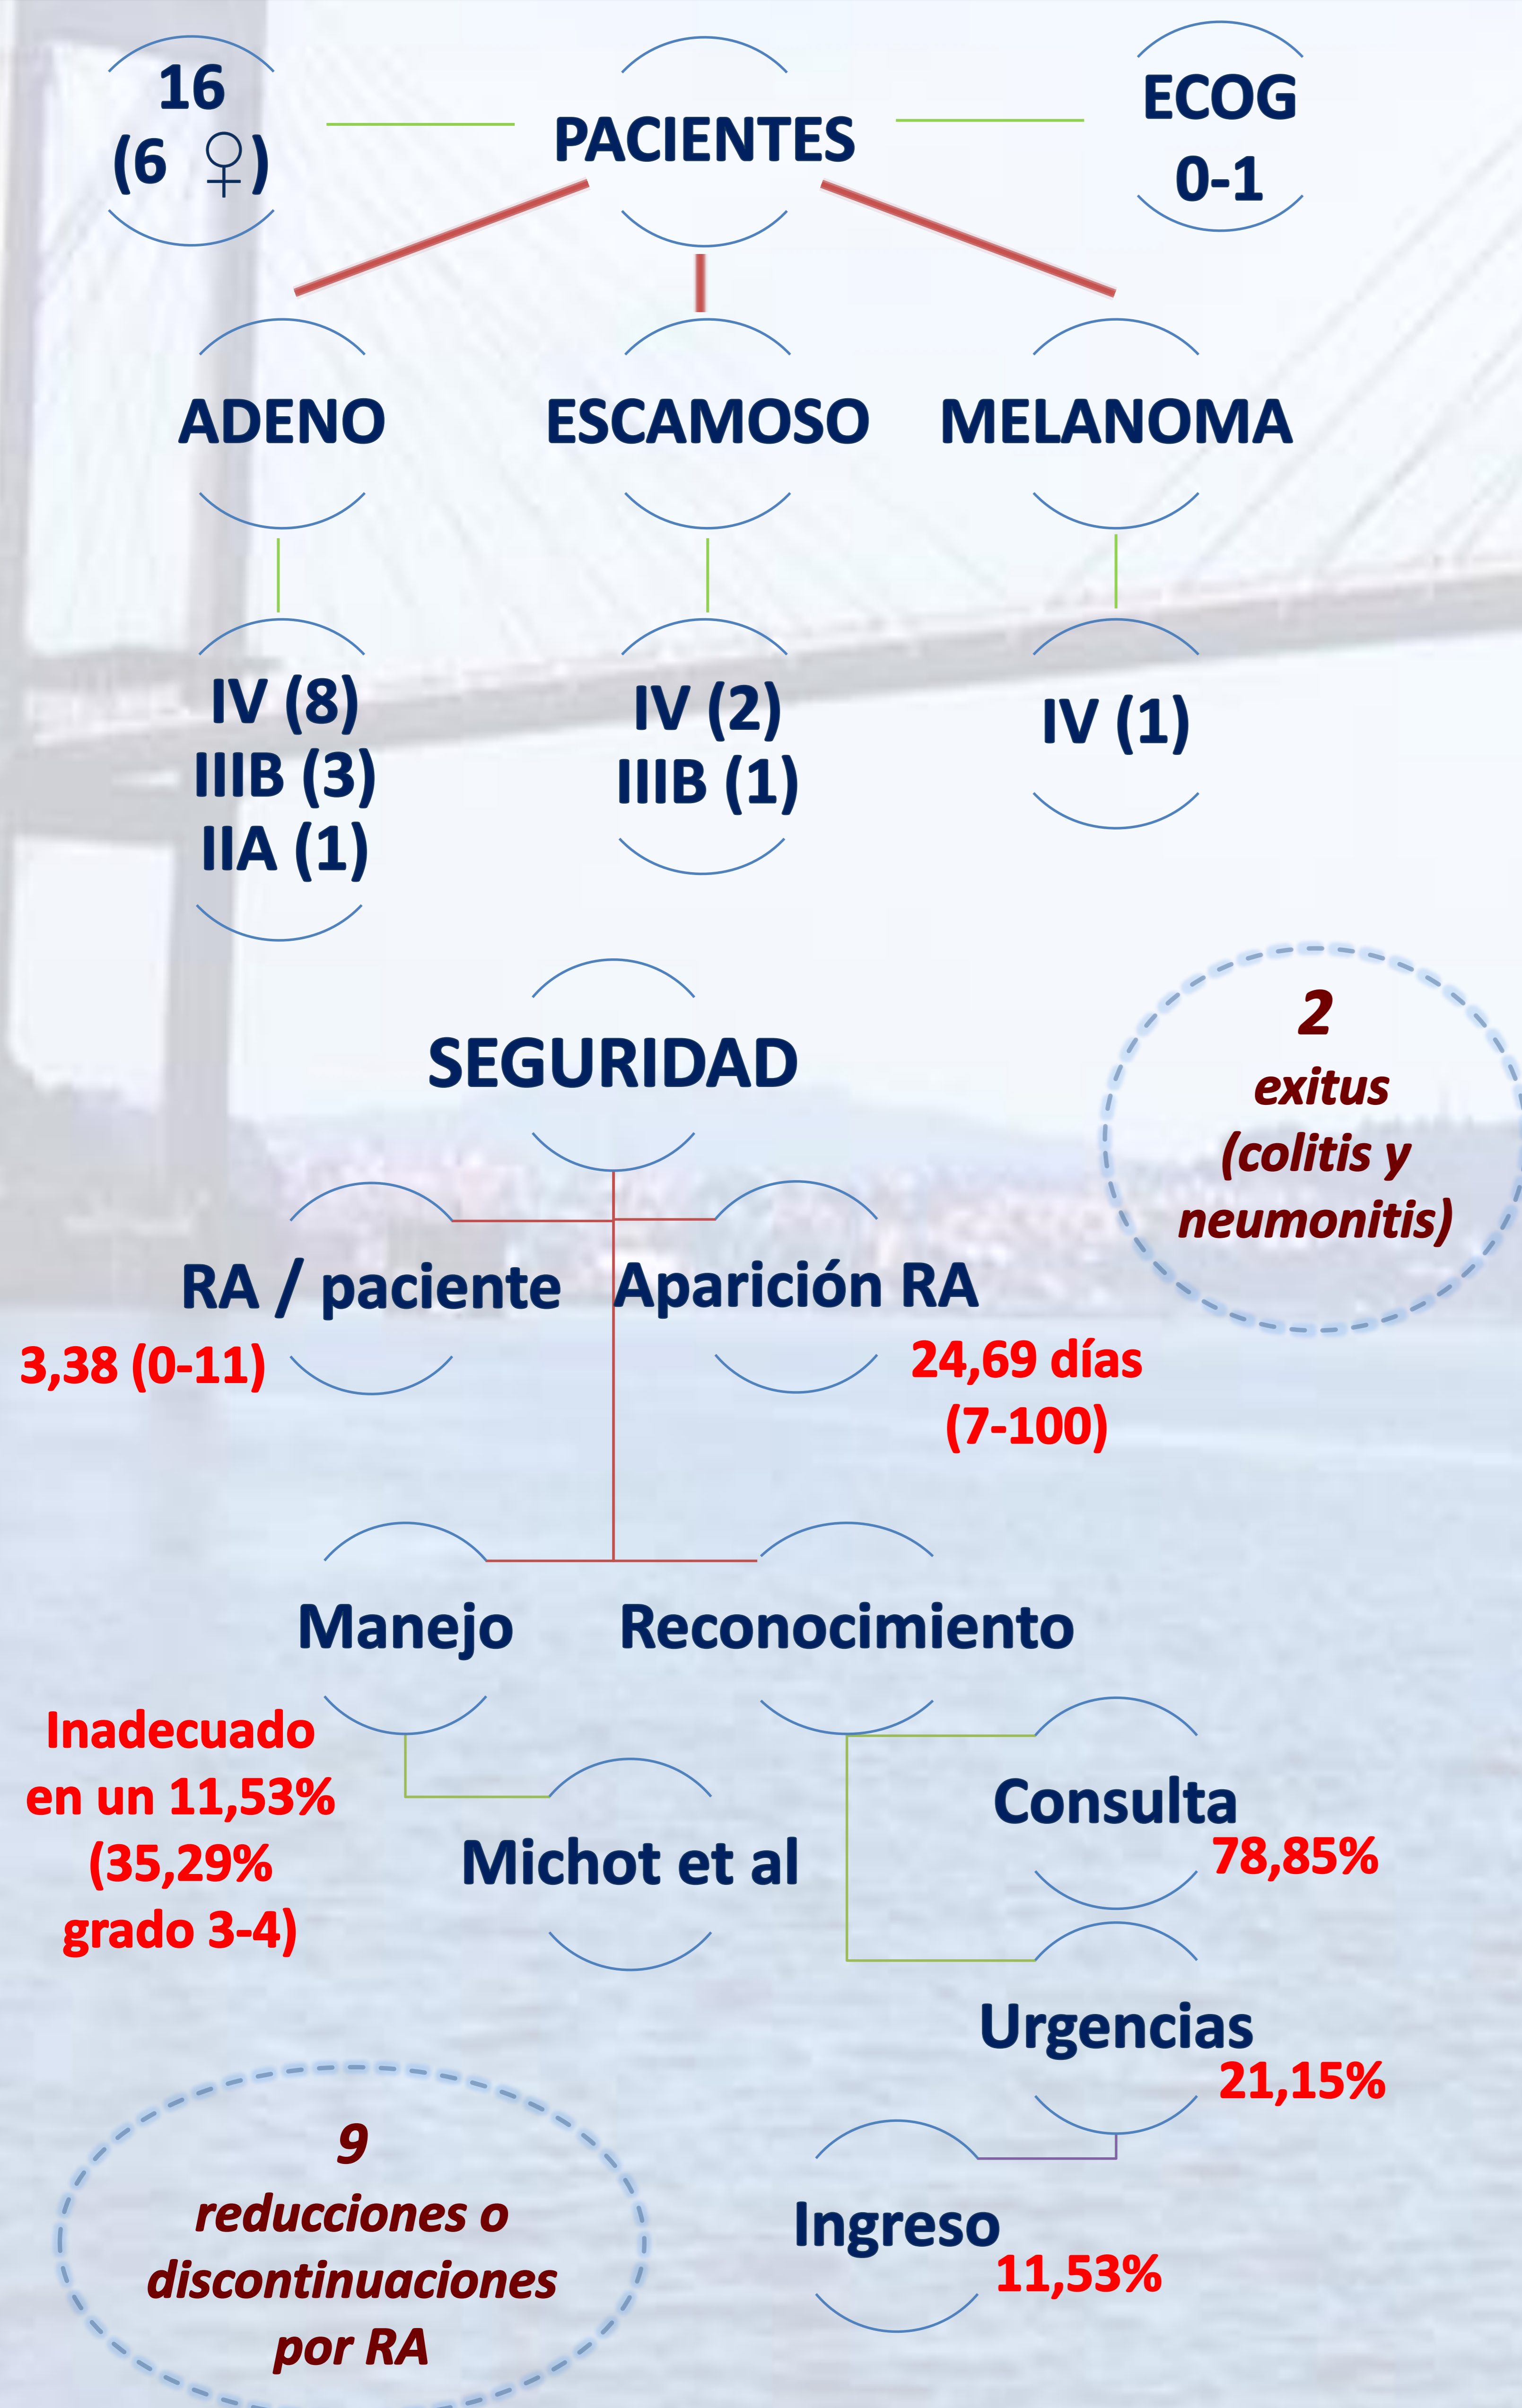 16
(6 ♀)
PACIENTES
ECOG
0-1
ADENO
ESCAMOSO
MELANOMA
IV (8)
IIIB (3)
IIA (1)
IV (2)
IIIB (1)
IV (1)
SEGURIDAD
2
exitus
(colitis y
neumonitis)
RA / paciente
3,38 (0-11)
Aparición RA
24,69 días
(7-100)
Manejo
Reconocimiento
Inadecuado
en un 11,53%
(35,29%
grado 3-4)
Michot et al
Consulta
78,85%
Urgencias
21,15%
Ingreso
11,53%
9
reducciones o
discontinuaciones
por RA